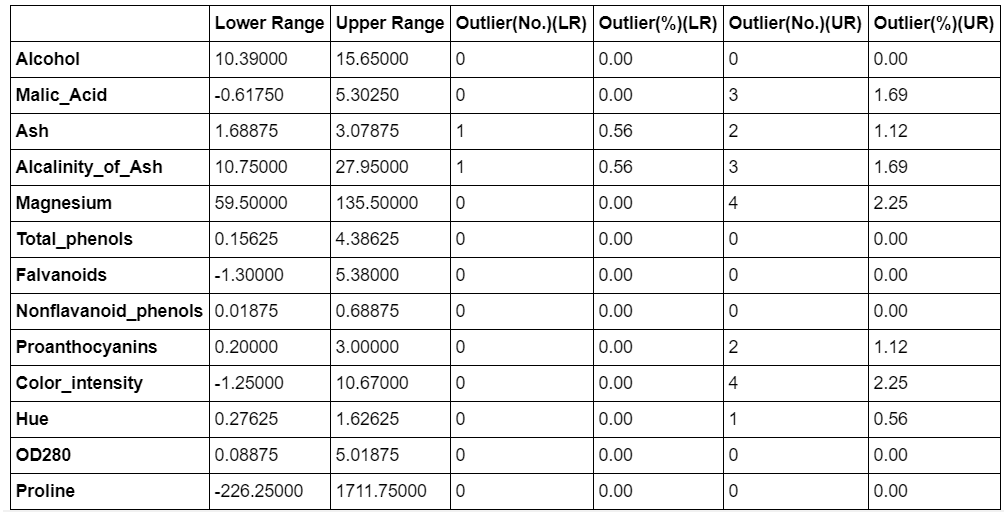 Lower Range Upper Range Outlier(No.)(LR) Outlier(%)(LR) Outlier(No.)(UR) Outlier(%)(UR)
Alcohol 10.39000 15.65000 0 0.00 0 0.00
Malic_Acid -0.61750 5.30250 0 0.00 3 1.69
Ash 1.68875 3.07875 1 0.56 2 1.12
Alcalinity_of_Ash 10.75000 27.95000 1 0.56 3 1.69
Magnesium 59.50000 135.50000 0 0.00 4 2.25
Total_phenols 0.15625 4.38625 0 0.00 0 0.00
Falvanoids -1.30000 5.38000 0 0.00 0 0.00
Nonflavanoid_phenols 0.01875 0.68875 0 0.00 0 0.00
Proanthocyanins 0.20000 3.00000 0 0.00 2 1.12
Color_intensity -1.25000 10.67000 0 0.00 4 2.25
Hue 0.27625 1.62625 0 0.00 1 0.56
OD280 0.08875 5.01875 0 0.00 0 0.00
Proline -226.25000 1711.75000 0 0.00 0 0.00